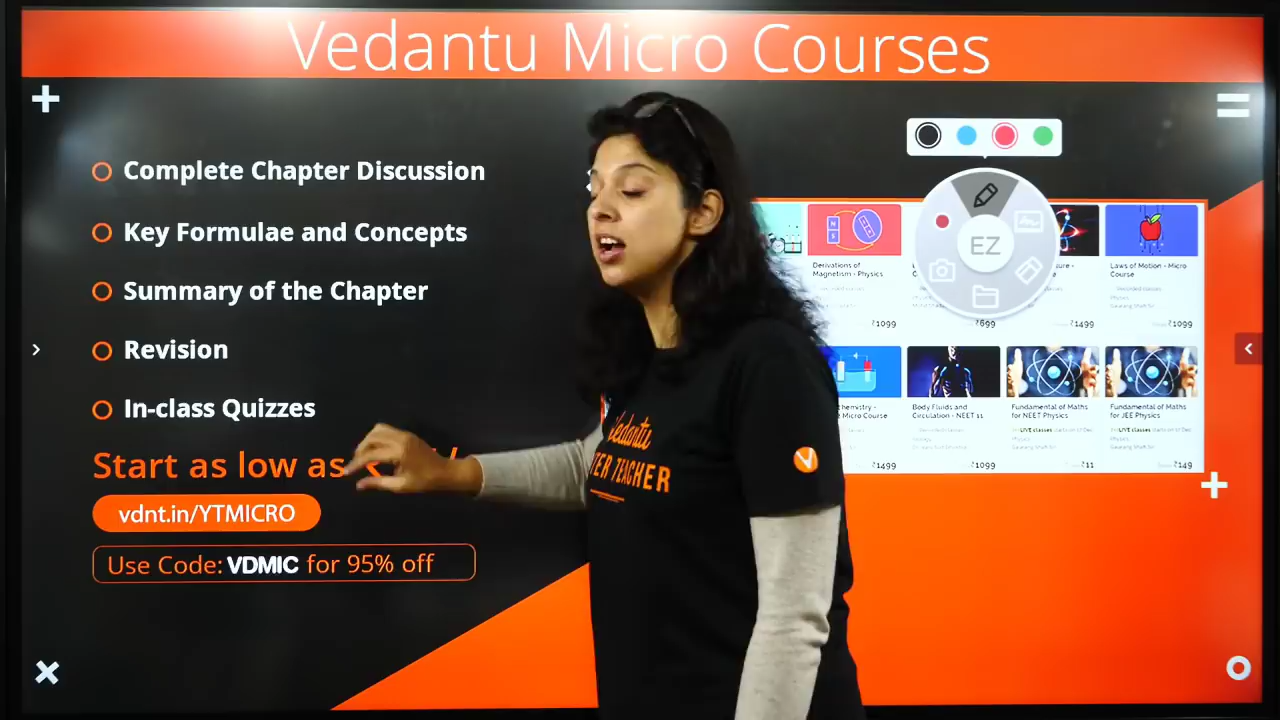 Vedantu Micro Courses
Complete Chapter Discussion
Key Formulae and Concepts
Summary of the Chapter
Revision
In-class Quizzes
Start as low as
vdnt.in/YTMICRO
Use Code: VDMIC for 95% off
EZ
Derivations of
Magnetism - Physics
₹1099
₹699
₹1499
Laws of Motion - Micro
Course
₹1099
Micro Course
₹1499
Body Fluids and
Circulation - NEET 11
₹1099
Fundamental of Maths
for NEET Physics
₹11
Fundamental of Maths
for JEE Physics
₹149
Vedantu
TEACHER